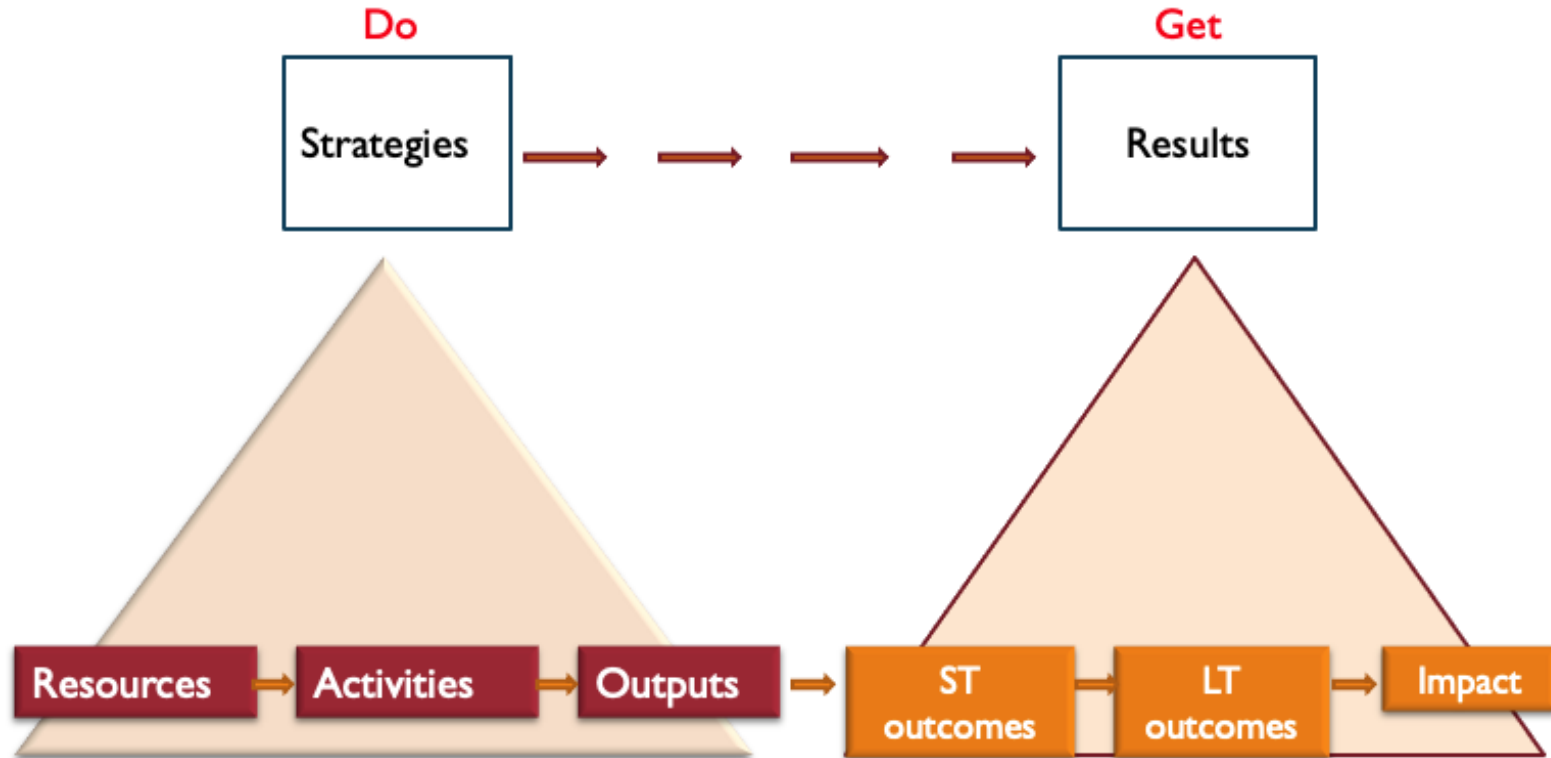 Do
Get
Strategies
Results
Resources
Activities
Outputs
ST
outcomes
LT
outcomes
Impact